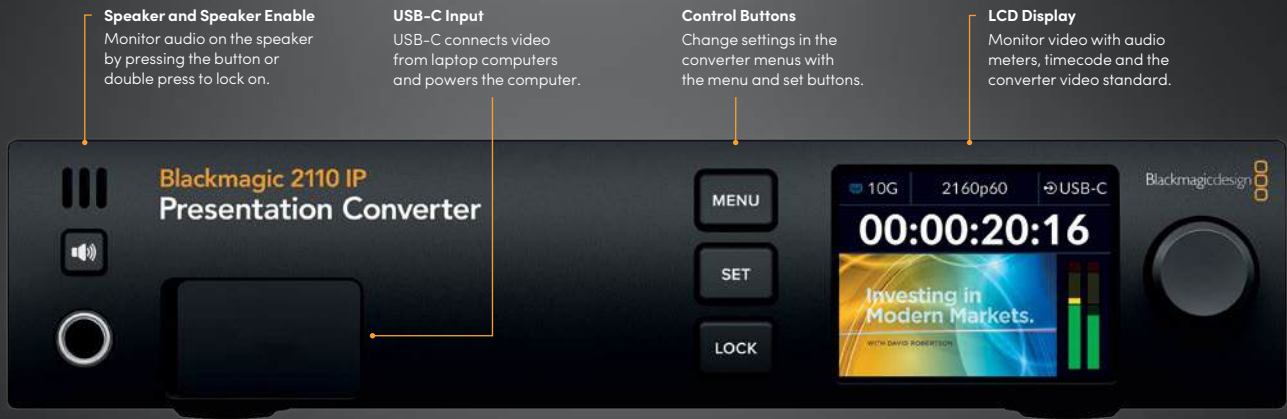 Speaker and Speaker Enable
Monitor audio on the speaker
by pressing the button or
double press to lock on.
USB-C Input
USB-C connects video
from laptop computers
and powers the computer.
Control Buttons
Change settings in the
converter menus with
the menu and set buttons.
LCD Display
Monitor video with audio
meters, timecode and the
converter video standard.
Blackmagic 2110 IP
Presentation Converter
MENU
SET
LOCK
10G
2160p60
USB-C
00:00:20:16
Investing in
Modern Markets.
WITH DAVID ROBERTSON
Blackmagicdesign